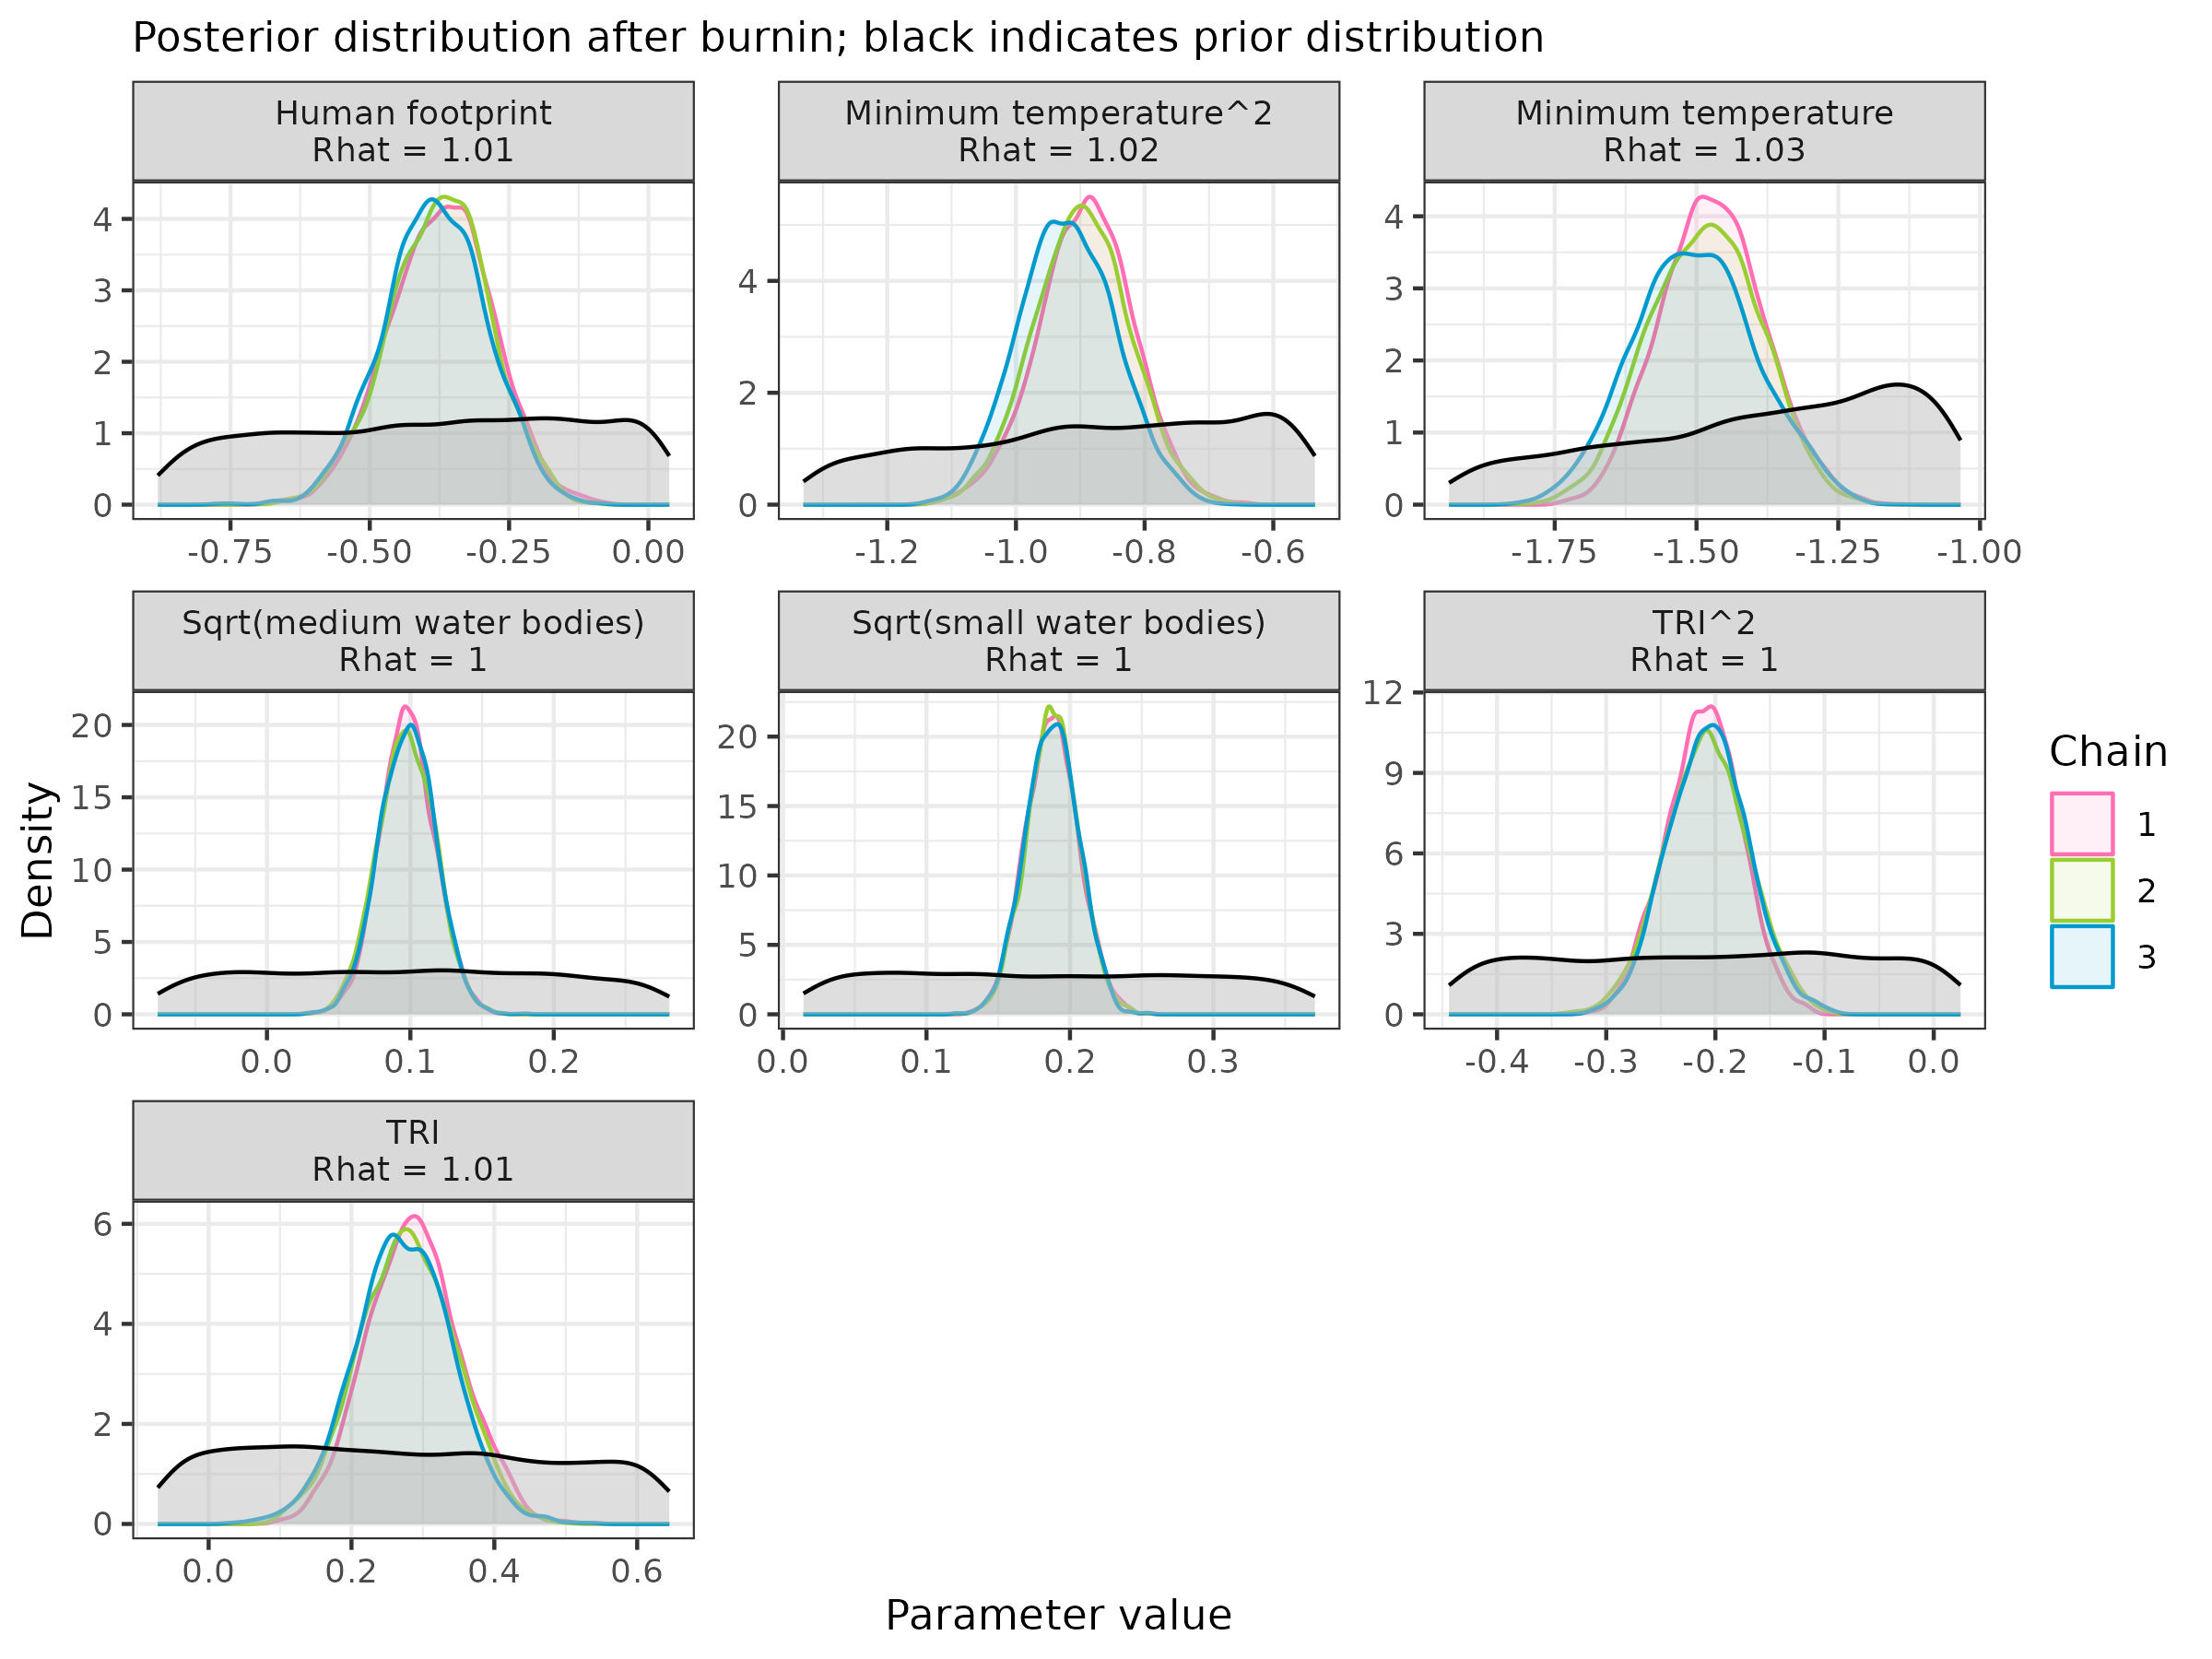 Posterior distribution after burnin; black indicates prior distribution
Human footprint
Rhat = 1.01
Minimum temperature^2
Rhat = 1.02
Minimum temperature
Rhat = 1.03
4
3
2
1
0
4
2
0
4
3
2
1
0
-0.75 -0.50 -0.25 0.00
-1.2 -1.0 -0.8 -0.6
-1.75 -1.50 -1.25 -1.00
Sqrt(medium water bodies)
Rhat = 1
Sqrt(small water bodies)
Rhat = 1
TRI^2
Rhat = 1
20
15
10
5
0
20
15
10
5
0
12
9
6
3
0
0.0 0.1 0.2
0.0 0.1 0.2 0.3
-0.4 -0.3 -0.2 -0.1 0.0
TRI
Rhat = 1.01
6
4
2
0
0.0 0.2 0.4 0.6
Density
Parameter value
Chain
1
2
3